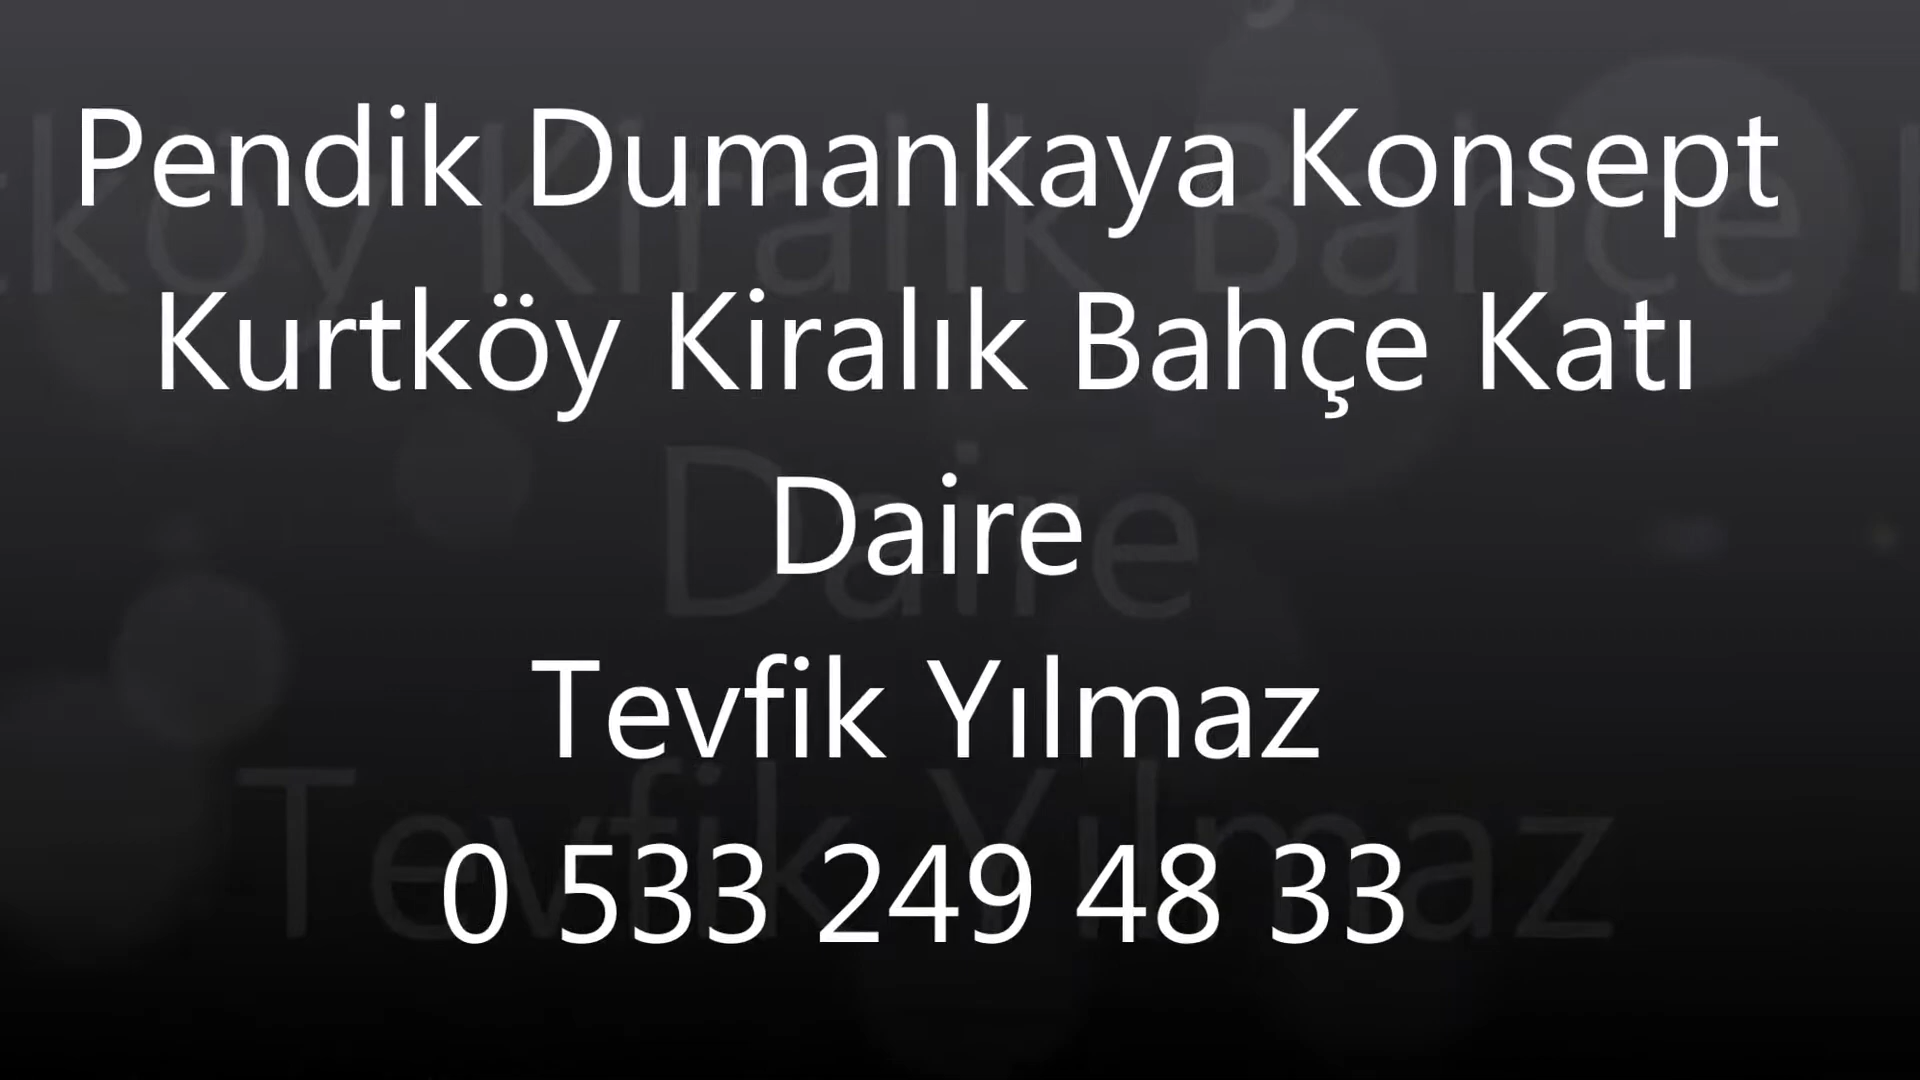 Pendik Dumankaya Konsept
Kurtköy Kiralık Bahçe Katı
Daire
Tevfik Yılmaz
0 533 249 48 33